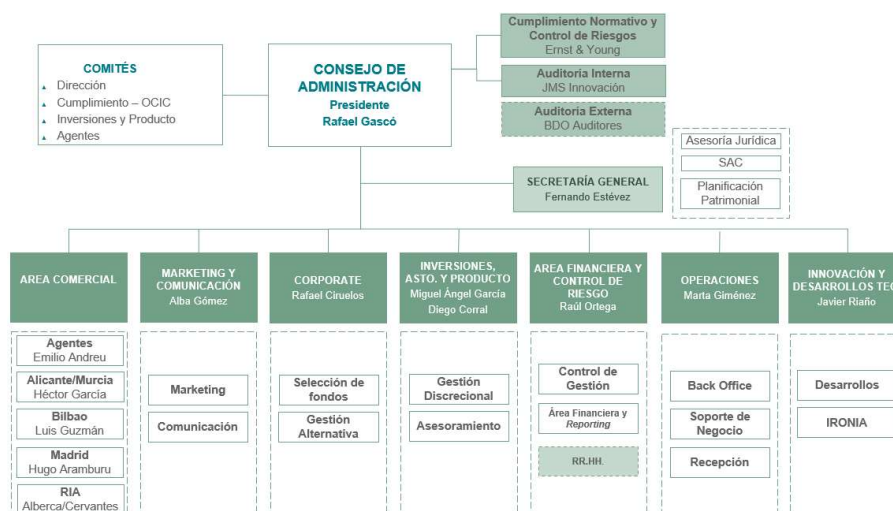 COMITÉS
Dirección
Cumplimiento – OCIC
Inversiones y Producto
Agentes
CONSEJO DE
ADMINISTRACIÓN
Presidente
Rafael Gascó
Cumplimiento Normativo y
Control de Riesgos
Ernst & Young
Auditoria Interna
JMS Innovación
Auditoria Externa
BDO Auditores
SECRETARÍA GENERAL
Fernando Estévez
Asesoría Jurídica
SAC
Planificación
Patrimonial
AREA COMERCIAL
Agentes
Emilio Andreu
Alicante/Murcia
Héctor García
Bilbao
Luis Guzmán
Madrid
Hugo Aramburu
RIA
Alberca/Cervantes
MARKETING Y
COMUNICACIÓN
Alba Gómez
Marketing
Comunicación
CORPORATE
Rafael Ciruelos
Selección de
fondos
Gestión
Alternativa
INVERSIONES,
ASTO. Y PRODUCTO
Miguel Ángel García
Diego Corral
Gestión
Discrecional
Asesoramiento
AREA FINANCIERA Y
CONTROL DE
RIESGO
Raúl Ortega
Control de
Gestión
Área Financiera y
Reporting
RR.HH.
OPERACIONES
Marta Giménez
Back Office
Soporte de
Negocio
Recepción
INNOVACIÓN Y
DESARROLLOS TEC
Javier Riaño
Desarrollos
IRONIA